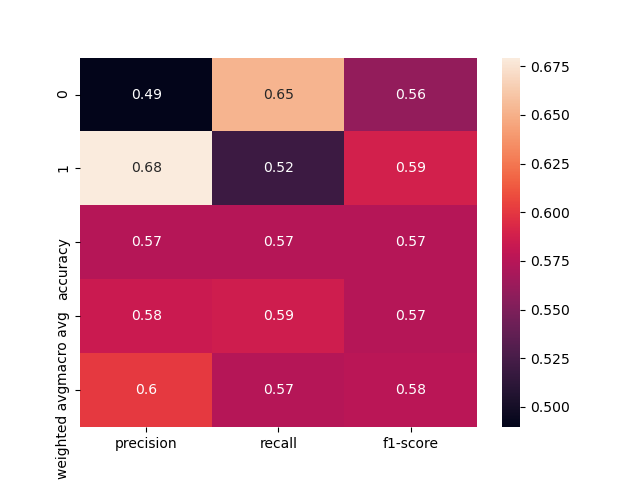 0 0.49 0.65 0.56
1 0.68 0.52 0.59
accuracy 0.57 0.57 0.57
macro avg 0.58 0.59 0.57
weighted avg 0.6 0.57 0.58
precision recall f1-score
0.675
0.650
0.625
0.600
0.575
0.550
0.525
0.500